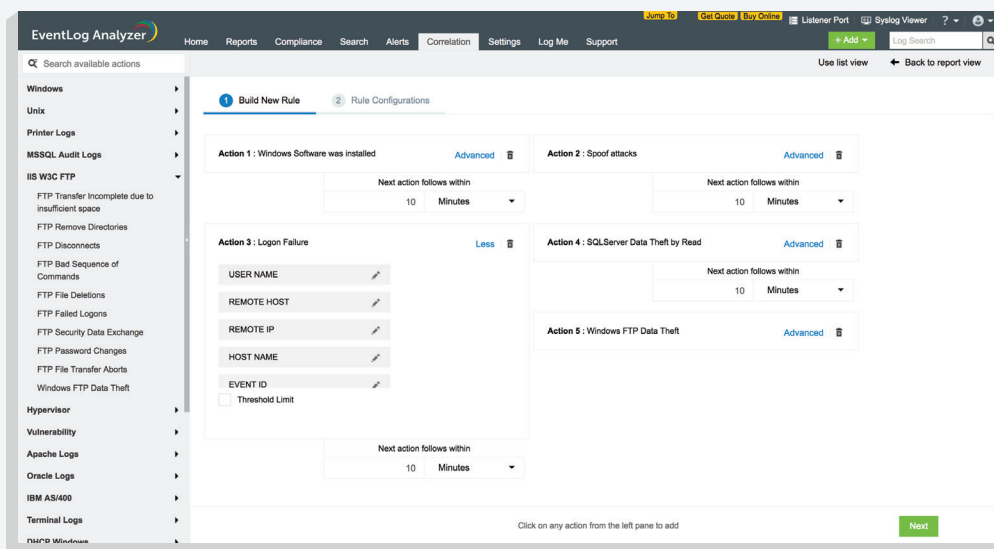 Jump To
Get Quote
Buy Online
Listener Port
Syslog Viewer
?
EventLog Analyzer
Home
Reports
Compliance
Search
Alerts
Correlation
Settings
Log Me
Support
+ Add
Log Search
Search available actions
Use list view
Back to report view
Windows
Unix
Printer Logs
MSSQL Audit Logs
IIS W3C FTP
FTP Transfer Incomplete due to
insufficient space
FTP Remove Directories
FTP Disconnects
FTP Bad Sequence of
Commands
FTP File Deletions
FTP Failed Logons
FTP Security Data Exchange
FTP Password Changes
FTP File Transfer Aborts
Windows FTP Data Theft
Hypervisor
Vulnerability
Apache Logs
Oracle Logs
IBM AS/400
Terminal Logs
DHCP Windows
1 Build New Rule
2 Rule Configurations
Action 1 : Windows Software was installed
Advanced
Next action follows within
10 Minutes
Action 2 : Spoof attacks
Advanced
Next action follows within
10 Minutes
Action 3 : Logon Failure
Less
USER NAME
REMOTE HOST
REMOTE IP
HOST NAME
EVENT ID
Threshold Limit
Next action follows within
10 Minutes
Action 4 : SQLServer Data Theft by Read
Advanced
Next action follows within
10 Minutes
Action 5 : Windows FTP Data Theft
Advanced
Click on any action from the left pane to add
Next